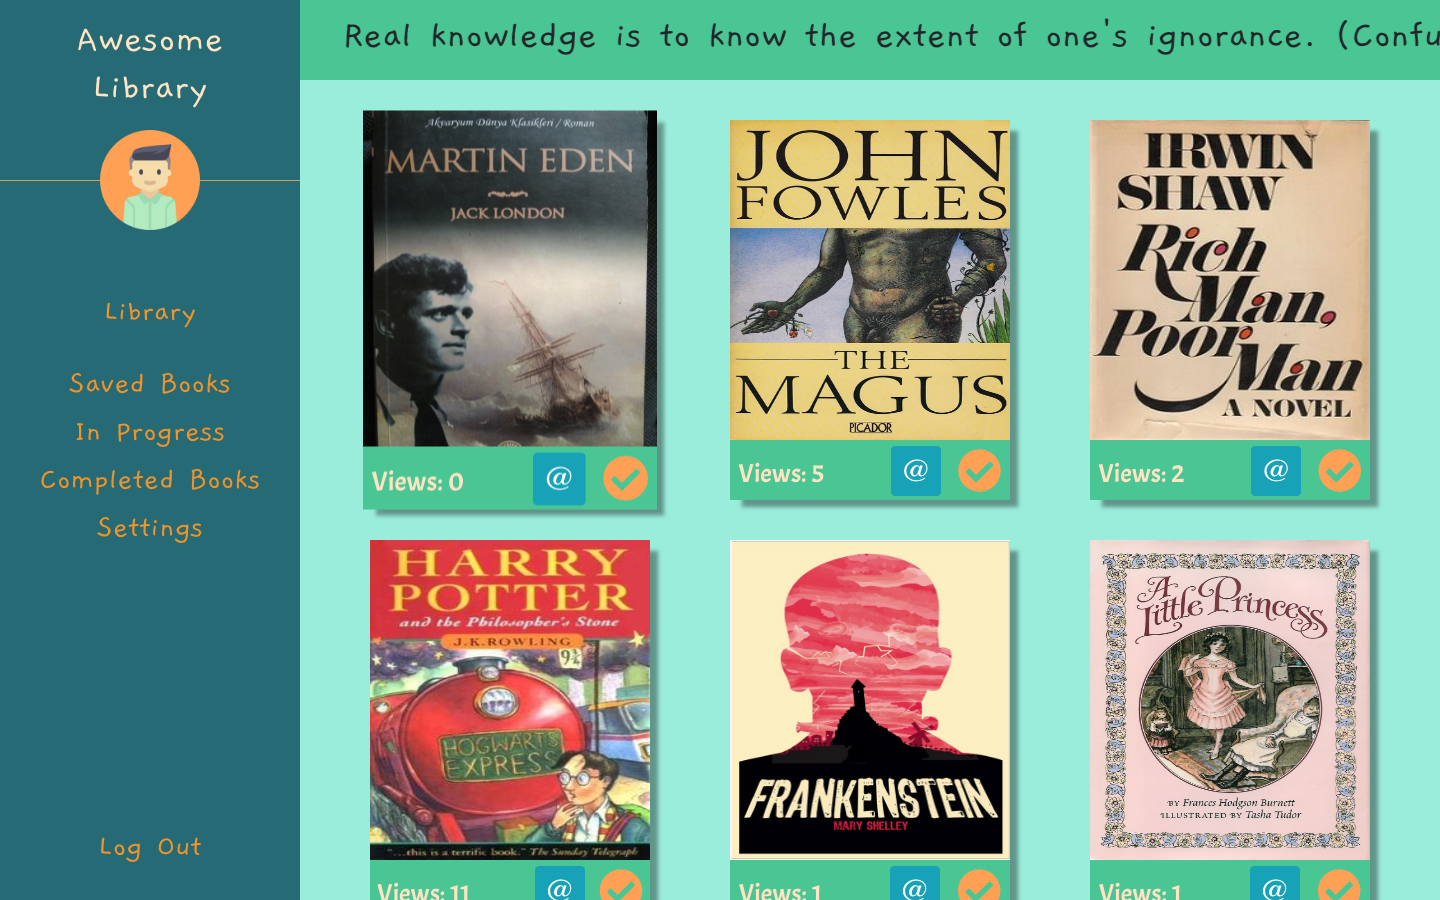 Awesome
Library
Library
Saved Books
In Progress
Completed Books
Settings
Log Out
Real knowledge is to know the extent of one's ignorance. (Confu
Akvaryum Dünya Klasikleri / Roman
MARTIN EDEN
JACK LONDON
Views: 0
@
JOHN
FOWLES
THE
MAGUS
PICADOR
Views: 5
@
IRWIN
SHAW
Rich
Man,
Poor
Man
A NOVEL
Views: 2
@
HARRY
POTTER
and the Philosopher's Stone
J.K.ROWLING
9¾
HOGWARTS
EXPRESS
"...this is a terrific book." The Sunday Telegraph
Views: 11
@
FRANKENSTEIN
MARY SHELLEY
Views: 1
@
A
Little Princess
BY Frances Hodgson Burnett
ILLUSTRATED BY Tasha Tudor
Views: 1
@